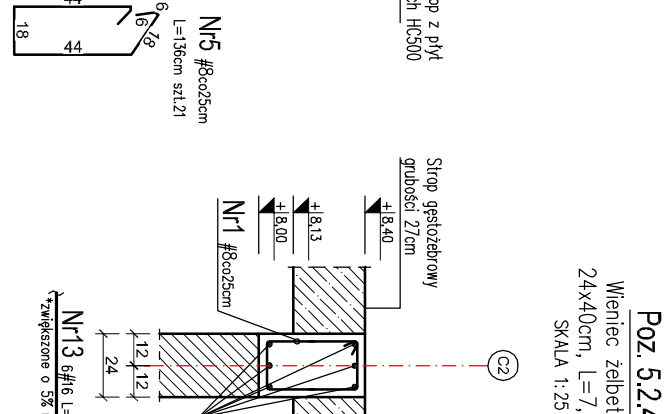 Poz. 5.2.4
Wieniec żelbet
24x40cm, L=7,
SKALA 1:25
op z płyt
ch HC500
Strop gęstożebrowy
grubości 27cm
+8,40
+8,13
+8,00
Nr1 #8co25cm
C2
Nr5 #8co25cm
L=136cm szt.21
44
18
44
18
6
6
12
12
24
Nr13 6#16 L=
*zwiększone o 5%